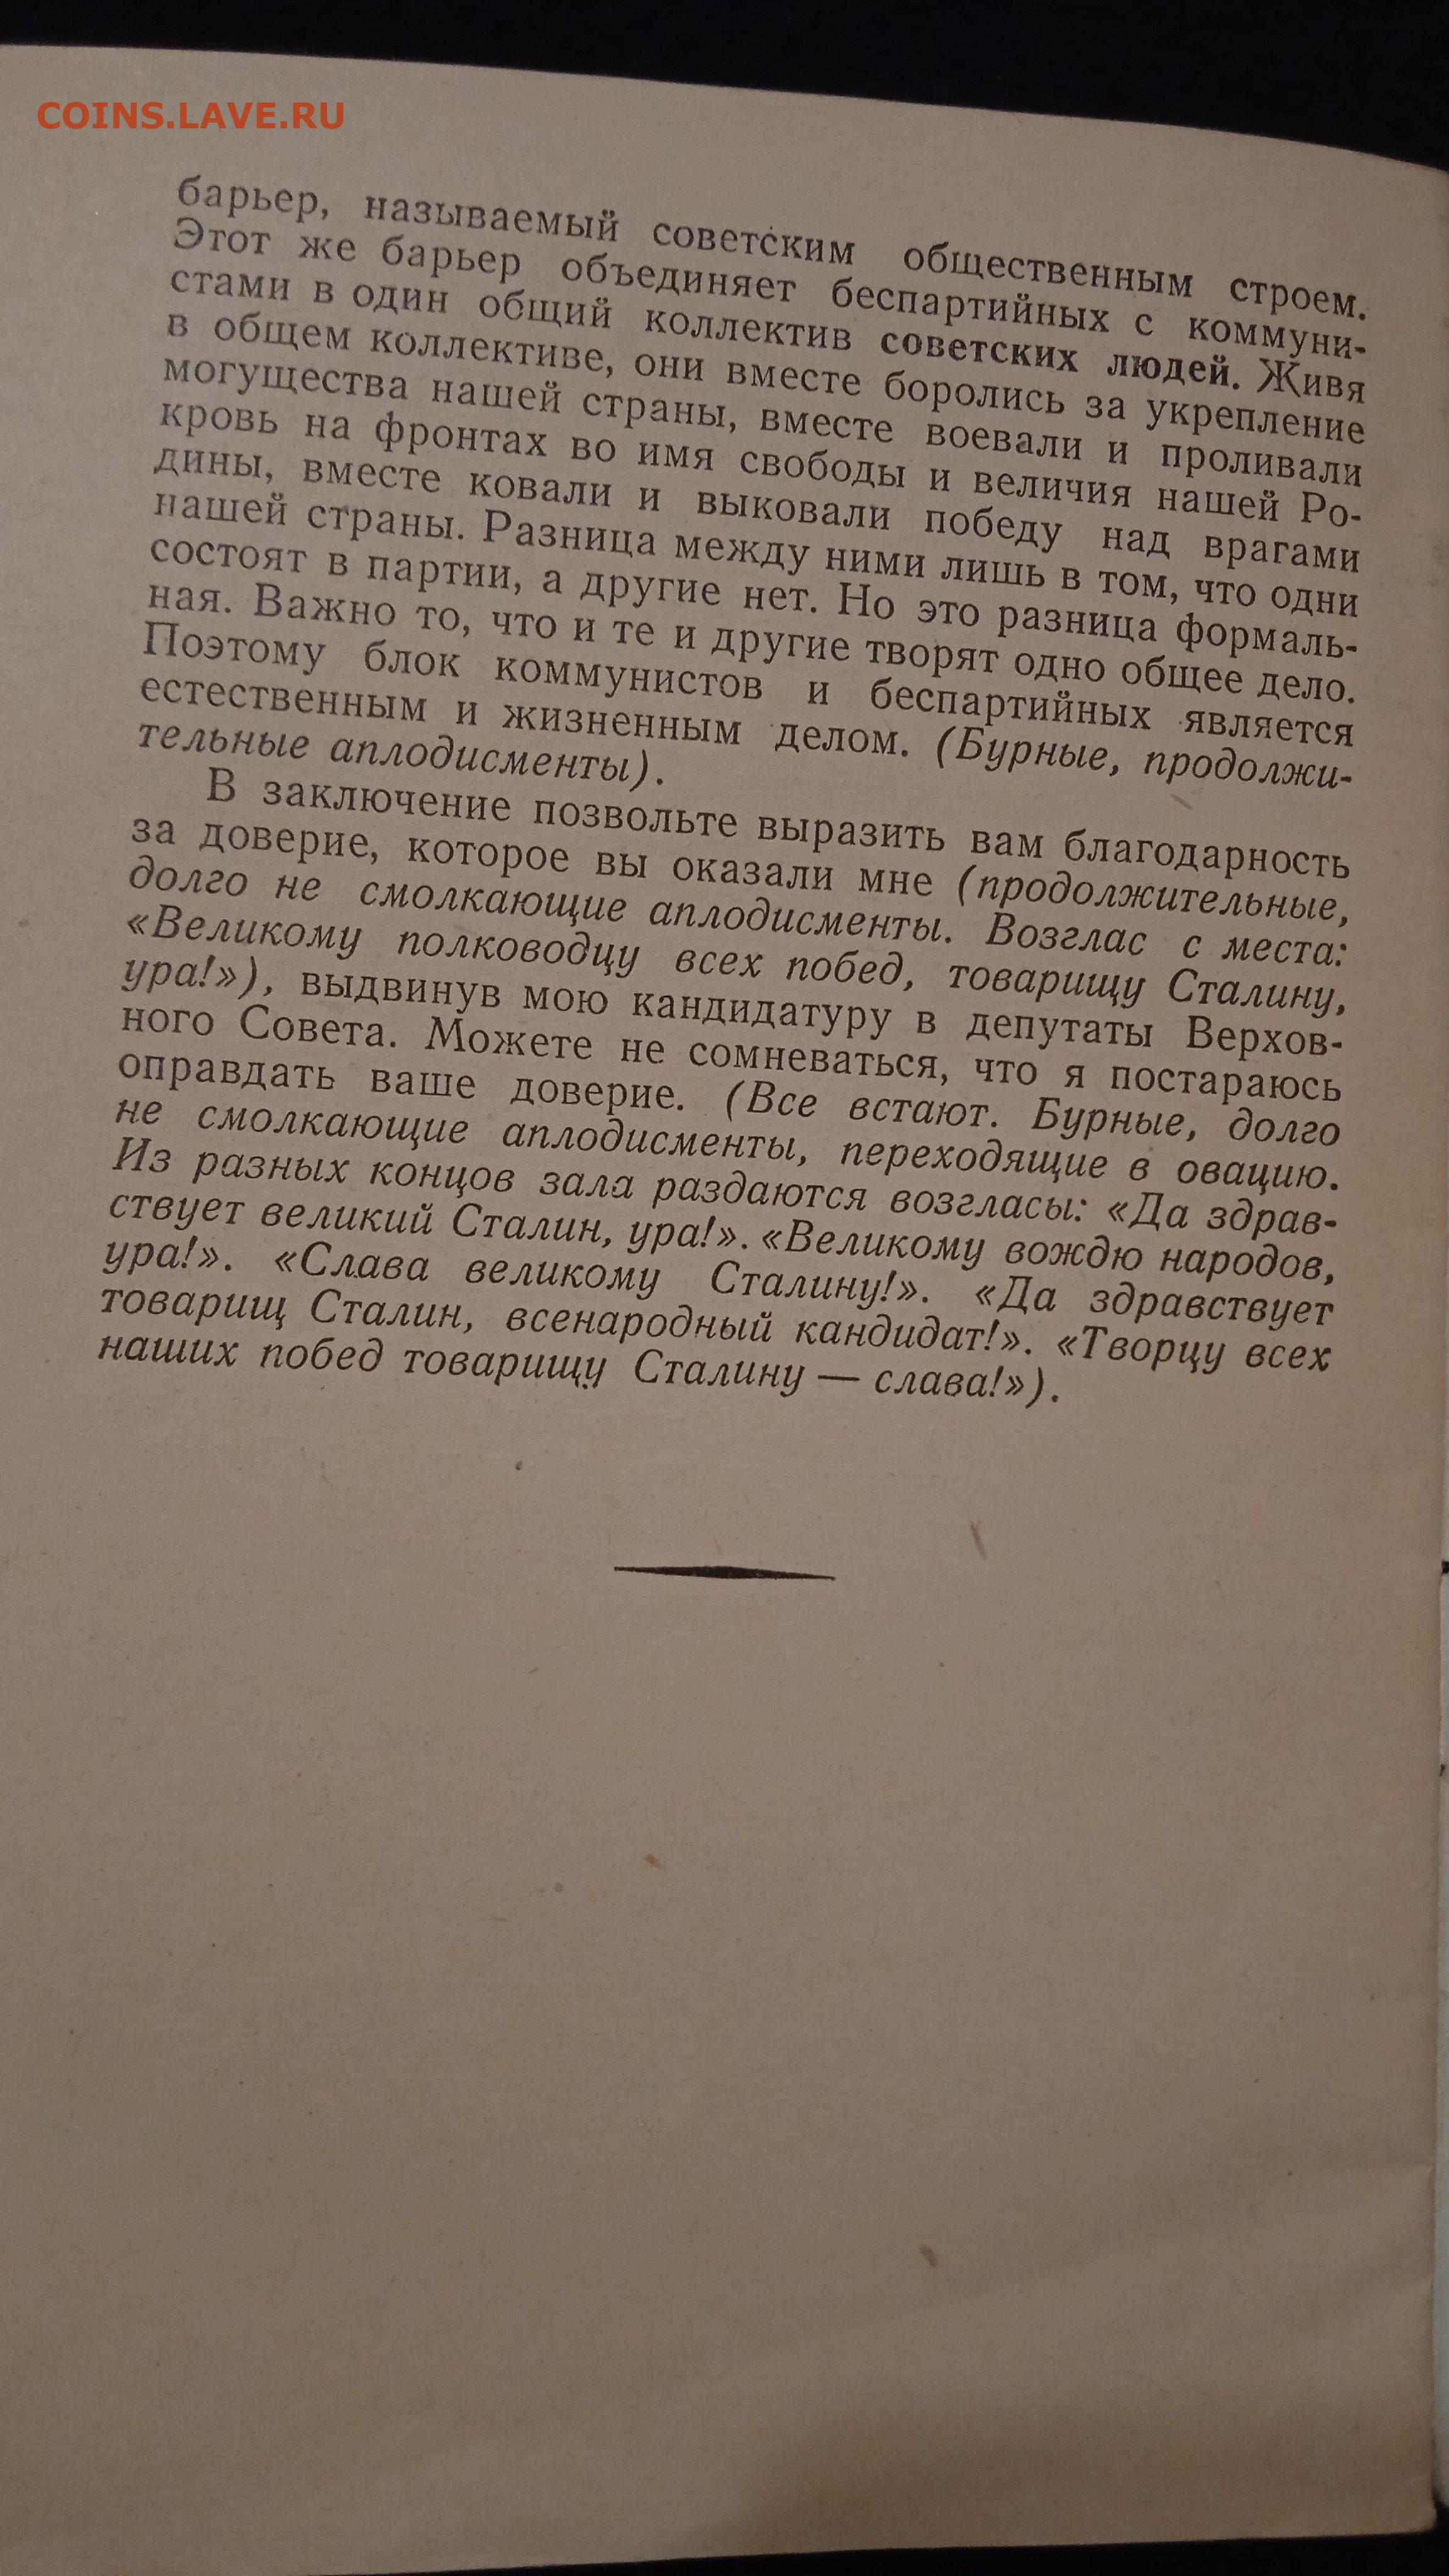 COINS.LAVE.RU
барьер, называемый советским общественным строем.
Этот же барьер объединяет беспартийных с коммуни-
стами в один общий коллектив советских людей. Живя
в общем коллективе, они вместе боролись за укрепление
могущества нашей страны, вместе воевали и проливали
кровь на фронтах во имя свободы и величия нашей Ро-
дины, вместе ковали и выковали победу над врагами
нашей страны. Разница между ними лишь в том, что одни
состоят в партии, а другие нет. Но это разница формаль-
ная. Важно то, что и те и другие творят одно общее дело.
Поэтому блок коммунистов и беспартийных является
естественным и жизненным делом. (Бурные, продолжи-
тельные аплодисменты).
В заключение позвольте выразить вам благодарность
за доверие, которое вы оказали мне (продолжительные,
долго не смолкающие аплодисменты. Возглас с места:
«Великому полководцу всех побед, товарищу Сталину,
ура!»), выдвинув мою кандидатуру в депутаты Верхов-
ного Совета. Можете не сомневаться, что я постараюсь
оправдать ваше доверие. (Все встают. Бурные, долго
не смолкающие аплодисменты, переходящие в овацию.
Из разных концов зала раздаются возгласы: «Да здрав-
ствует великий Сталин, ура!». «Великому вождю народов,
ура!». «Слава великому Сталину!». «Да здравствует
товарищ Сталин, всенародный кандидат!». «Творцу всех
наших побед товарищу Сталину — слава!»).